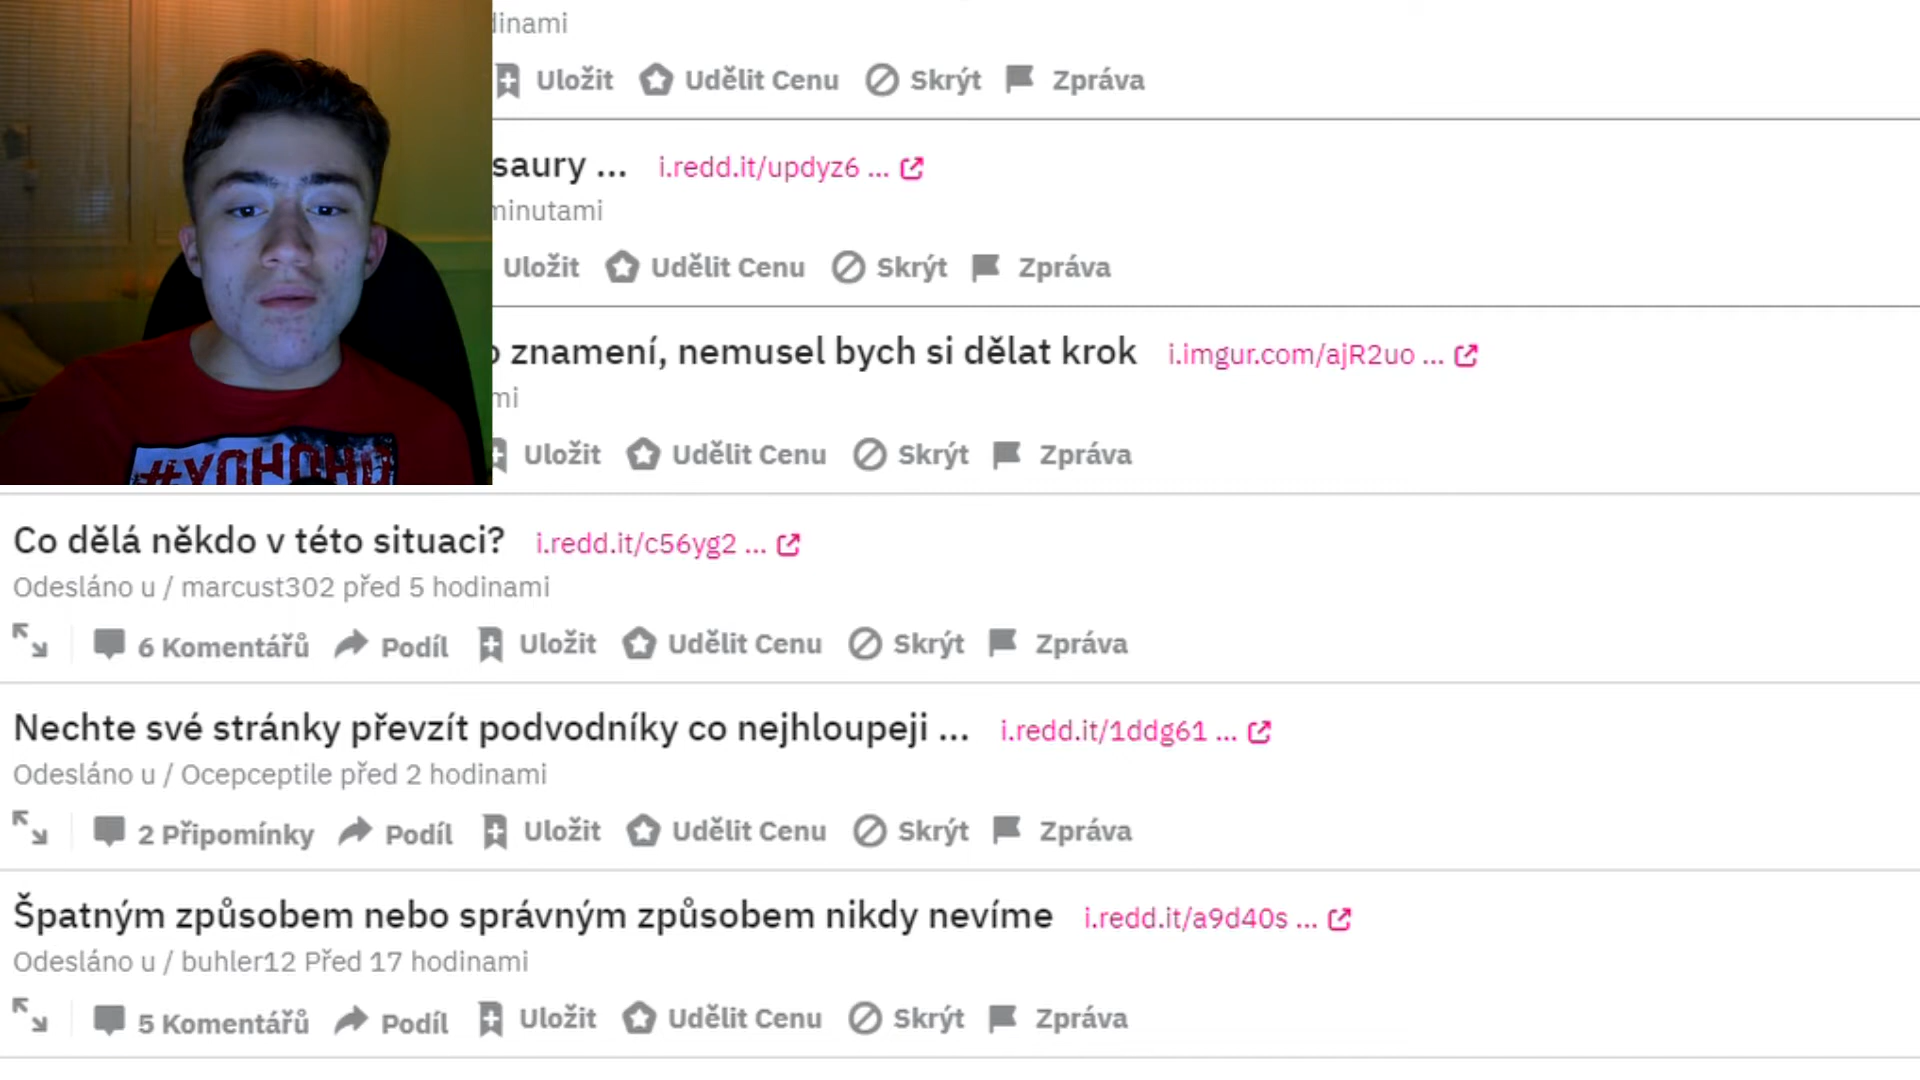 Uložit Udělit Cenu Skrýt Zpráva
... i.redd.it/updyz6 ...
Uložit Udělit Cenu Skrýt Zpráva
znamení, nemusel bych si dělat krok i.imgur.com/ajR2uo ...
Uložit Udělit Cenu Skrýt Zpráva
#YOHOHO
Co dělá někdo v této situaci? i.redd.it/c56yg2 ...
Odesláno u / marcust302 před 5 hodinami
6 Komentářů Podíl Uložit Udělit Cenu Skrýt Zpráva
Nechte své stránky převzít podvodníky co nejhloupeji ... i.redd.it/1ddg61 ...
Odesláno u / Ocepceptile před 2 hodinami
2 Připomínky Podíl Uložit Udělit Cenu Skrýt Zpráva
Špatným způsobem nebo správným způsobem nikdy nevíme i.redd.it/a9d40s ...
Odesláno u / buhler12 Před 17 hodinami
5 Komentářů Podíl Uložit Udělit Cenu Skrýt Zpráva